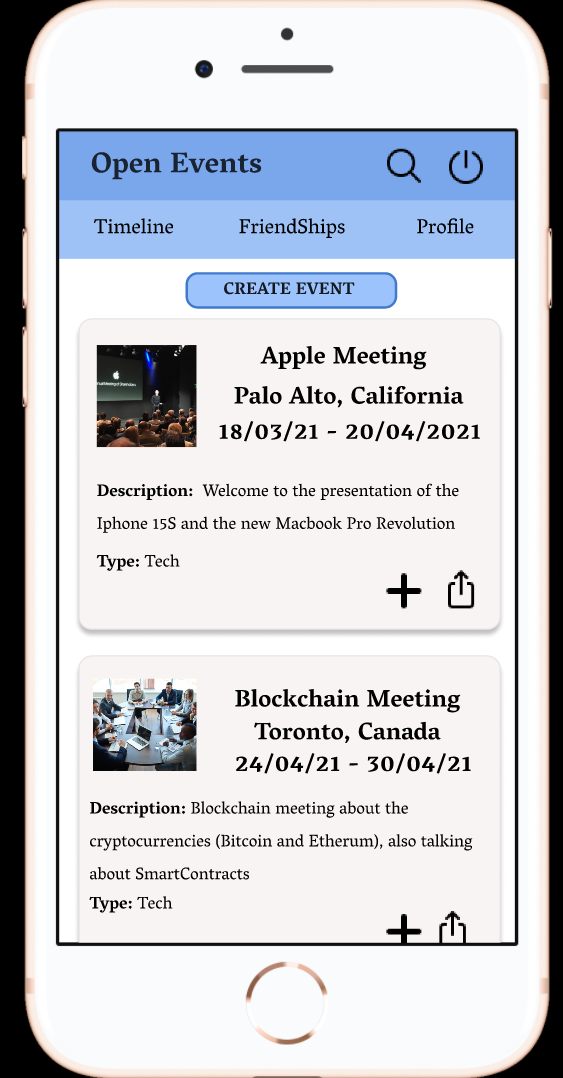 Open Events
Timeline FriendShips Profile
CREATE EVENT
Apple Meeting
Palo Alto, California
18/03/21 - 20/04/2021
Description: Welcome to the presentation of the
Iphone 15S and the new Macbook Pro Revolution
Type: Tech
Blockchain Meeting
Toronto, Canada
24/04/21 - 30/04/21
Description: Blockchain meeting about the
cryptocurrencies (Bitcoin and Etherum), also talking
about SmartContracts
Type: Tech